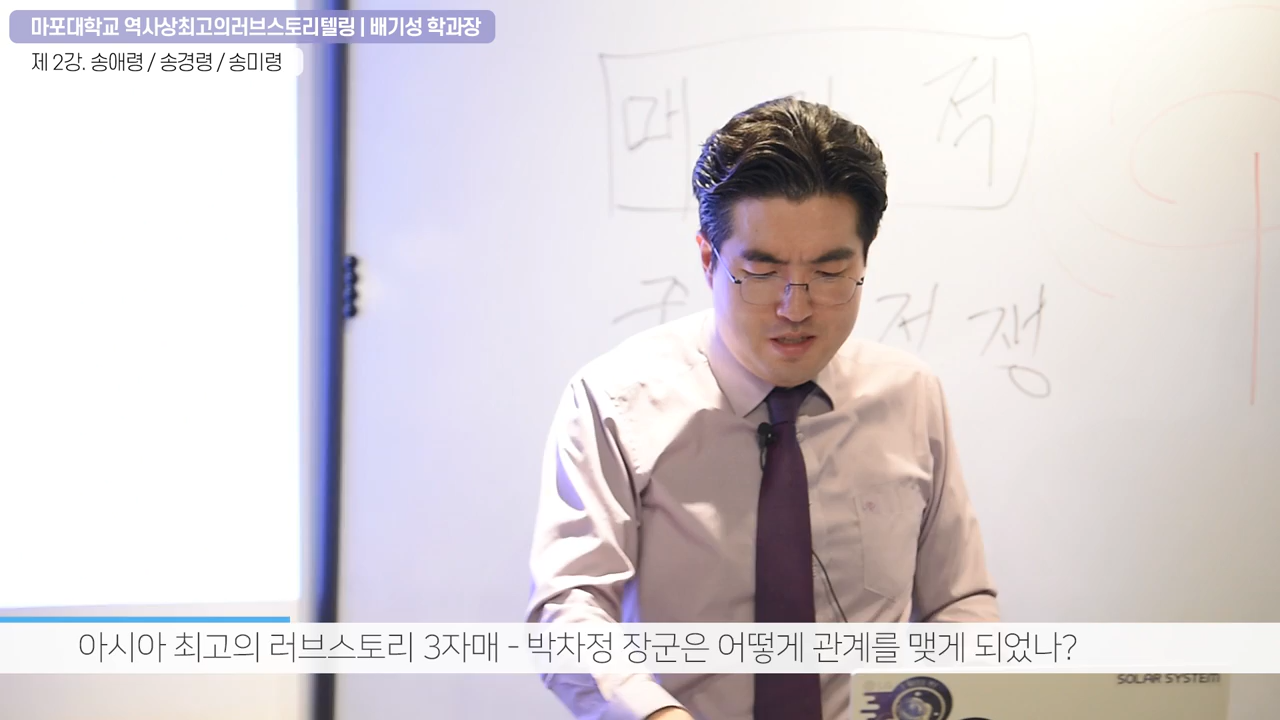 마포대학교 역사상최고의러브스토리텔링 | 배기성 학과장
제 2강. 송애령 / 송경령 / 송미령
매 적
전쟁
아시아 최고의 러브스토리 3자매 - 박차정 장군은 어떻게 관계를 맺게 되었나?
SOLAR SYSTEM